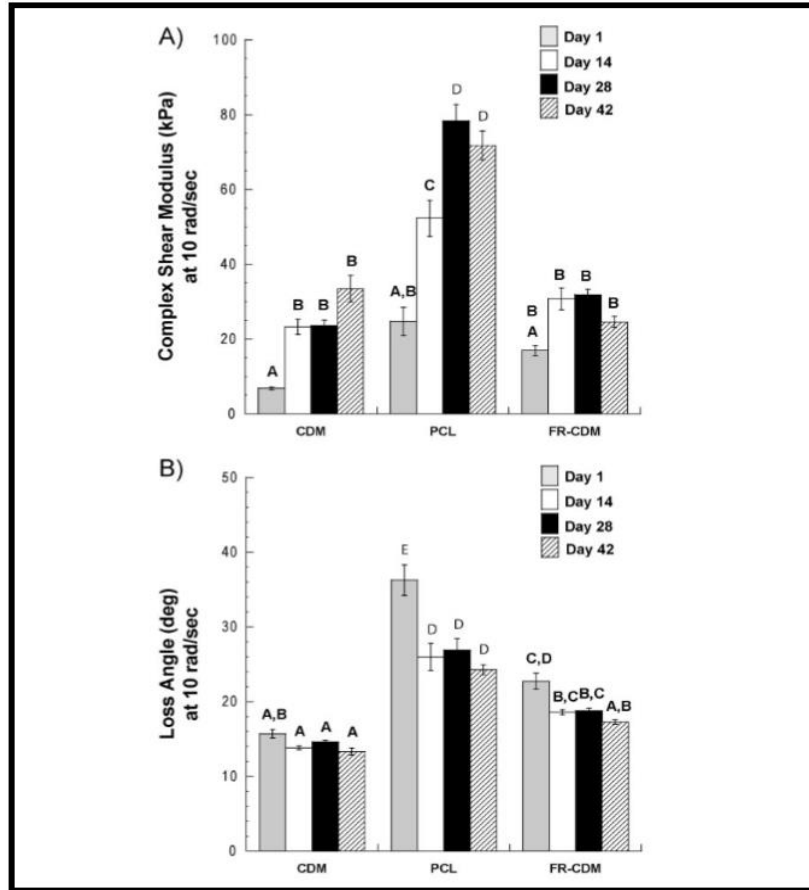 A)
Complex Shear Modulus (kPa)
at 10 rad/sec
100
80
60
40
20
0
Day 1
Day 14
Day 28
Day 42
A
B
B
B
A,B
C
D
D
B
A
B
B
B
CDM
PCL
FR-CDM
B)
Loss Angle (deg)
at 10 rad/sec
50
40
30
20
10
0
Day 1
Day 14
Day 28
Day 42
A,B
A
A
A
E
D
D
D
C,D
B,C
B,C
A,B
CDM
PCL
FR-CDM